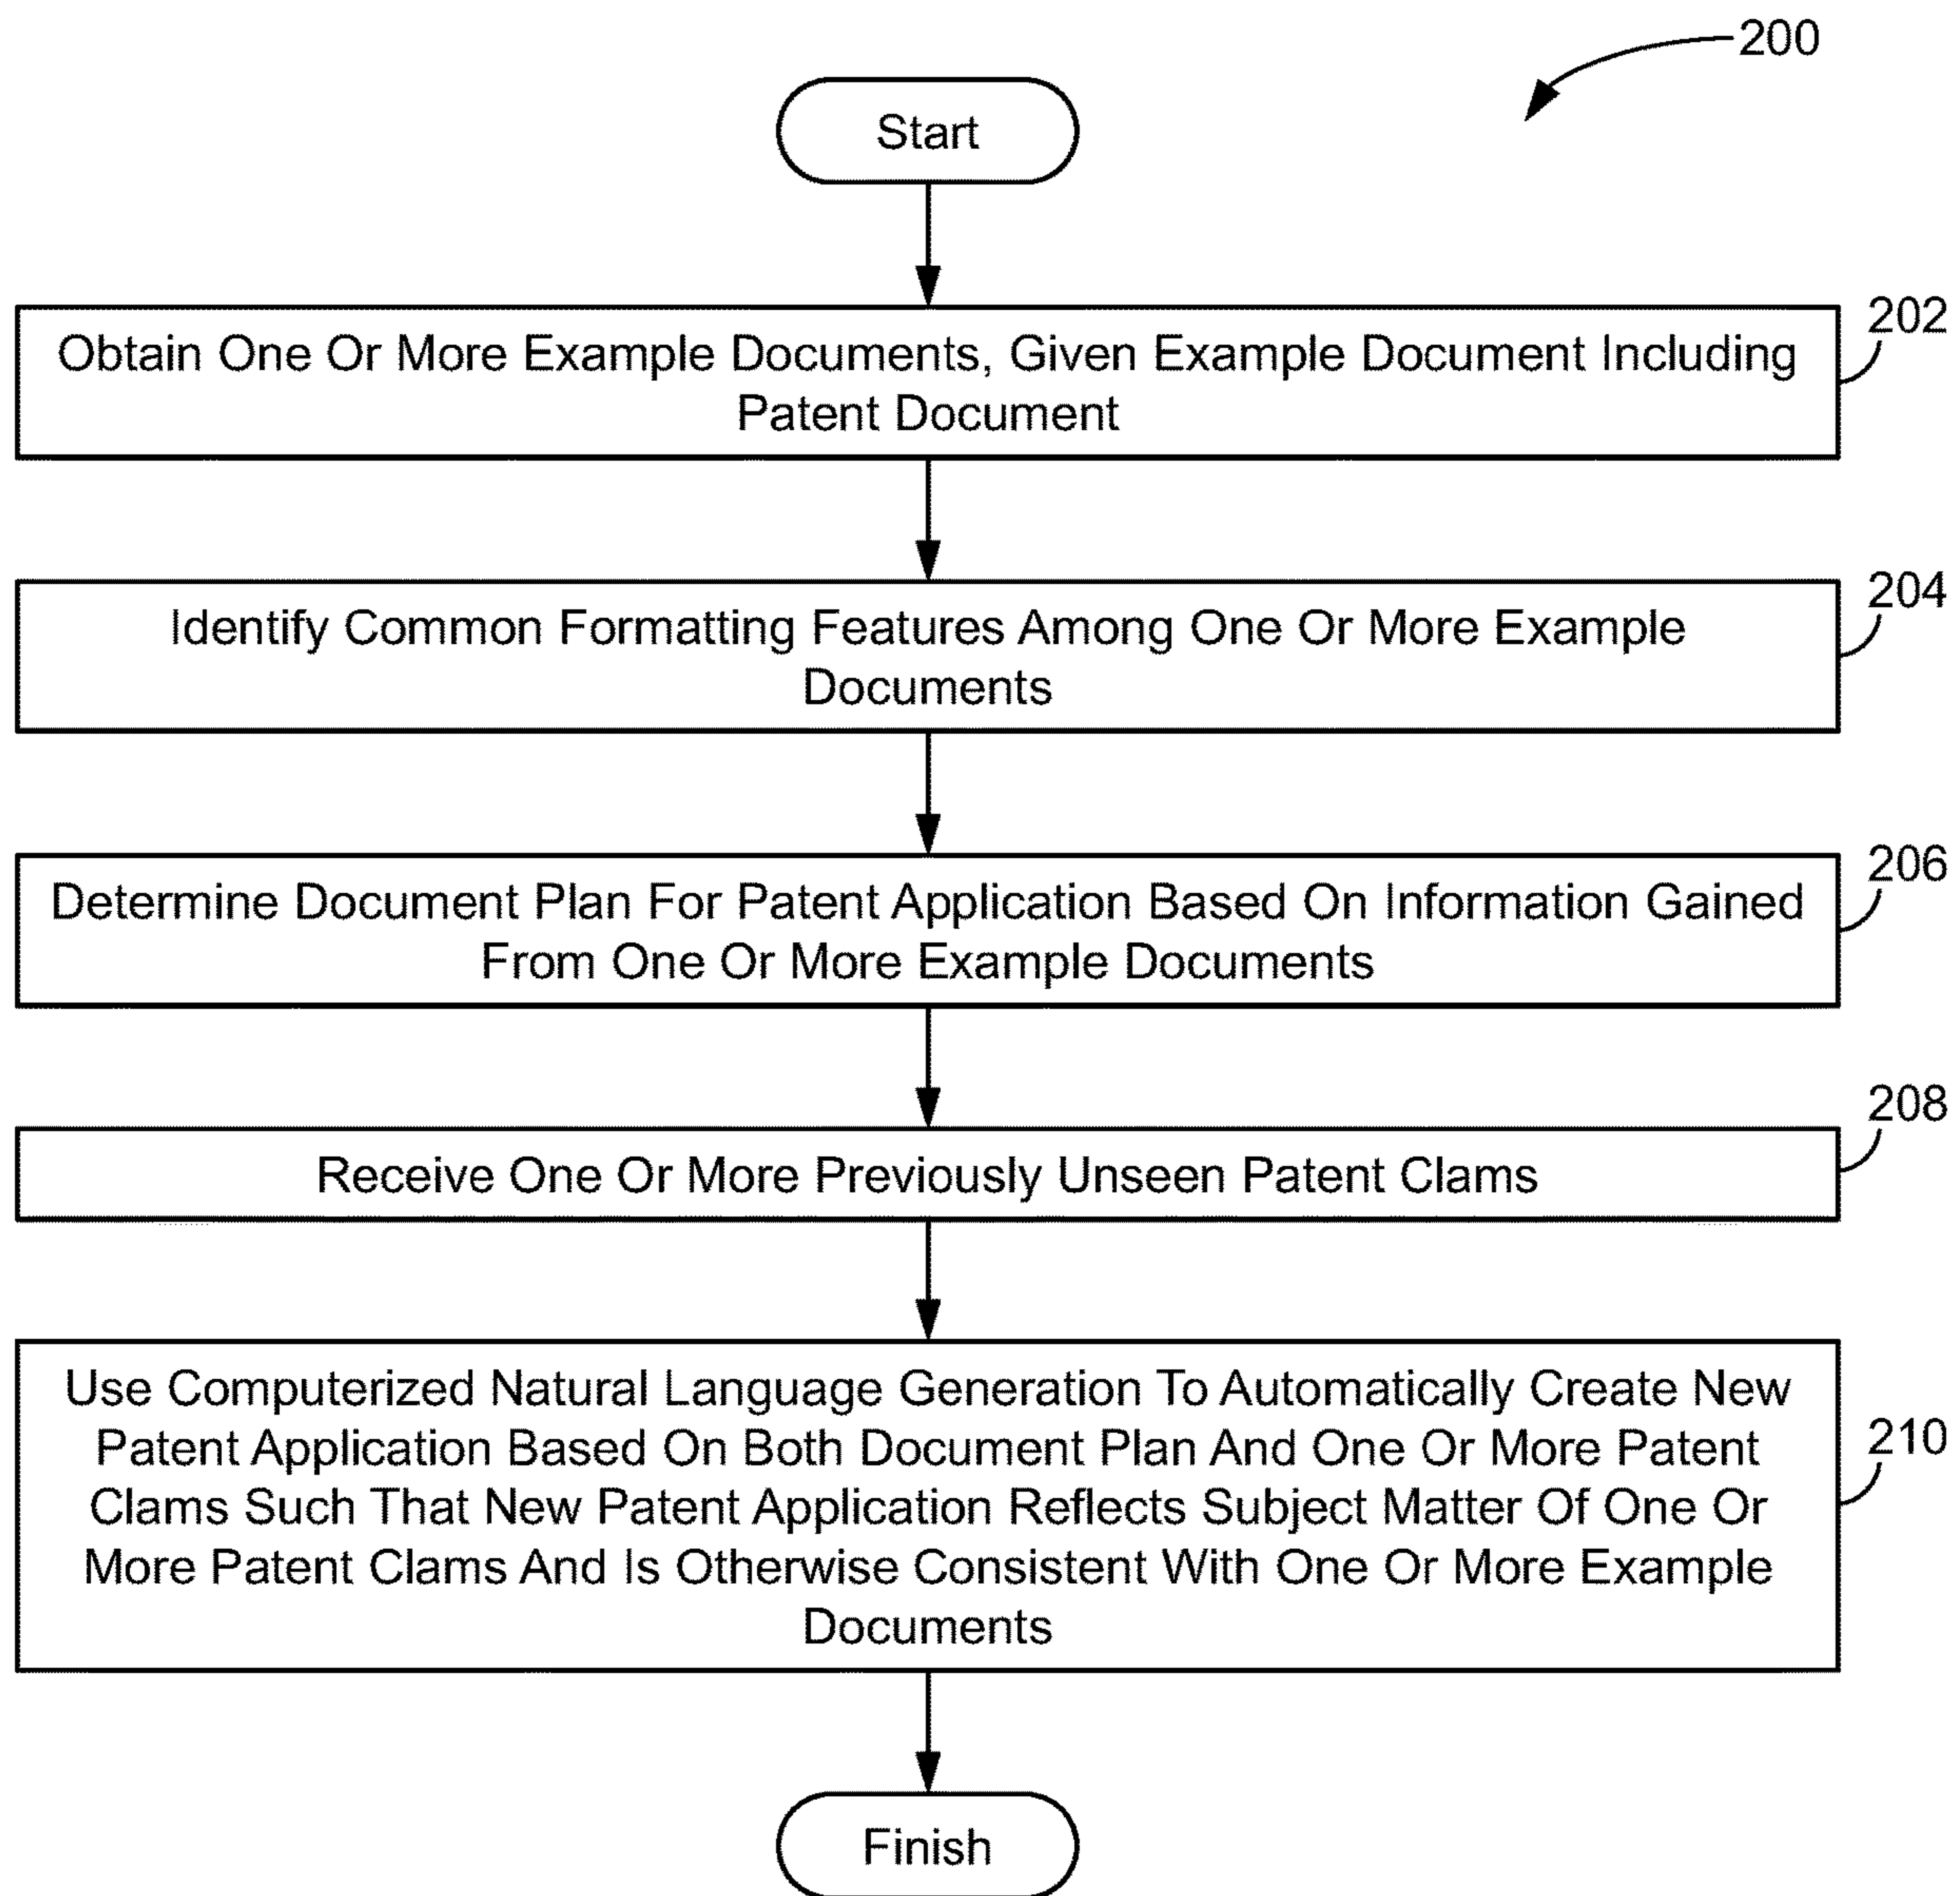 200
Start
202
Obtain One Or More Example Documents, Given Example Document Including
Patent Document
204
Identify Common Formatting Features Among One Or More Example
Documents
206
Determine Document Plan For Patent Application Based On Information Gained
From One Or More Example Documents
208
Receive One Or More Previously Unseen Patent Clams
Use Computerized Natural Language Generation To Automatically Create New
Patent Application Based On Both Document Plan And One Or More Patent
210
Clams Such That New Patent Application Reflects Subject Matter Of One Or
More Patent Clams And Is Otherwise Consistent With One Or More Example
Documents
Finish